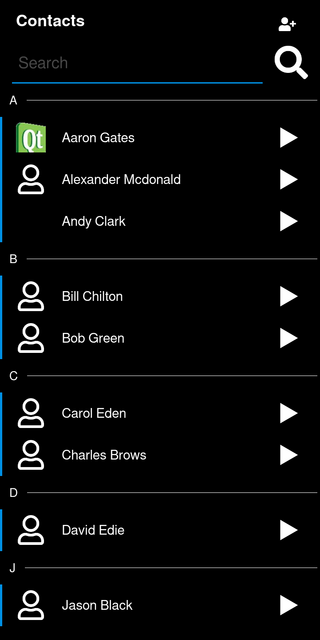 Contacts
Search
A
Qt
Aaron Gates
Alexander Mcdonald
Andy Clark
B
Bill Chilton
Bob Green
C
Carol Eden
Charles Brows
D
David Edie
J
Jason Black